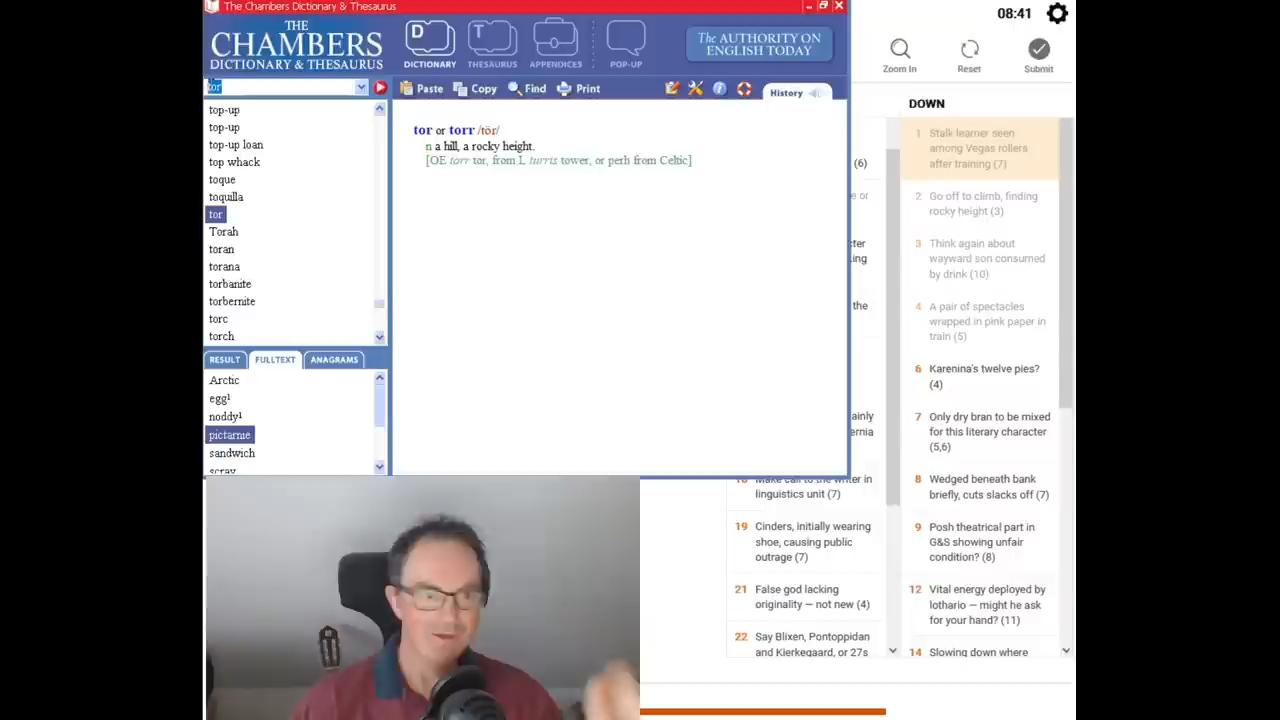 The Chambers Dictionary & Thesaurus
THE
CHAMBERS
DICTIONARY & THESAURUS
D
DICTIONARY
T
THESAURUS
APPENDICES
POP-UP
The AUTHORITY ON
ENGLISH TODAY
08:41
Zoom In
Reset
Submit
tor
Paste
Copy
Find
Print
History
top-up
top-up
top-up loan
top whack
toque
toquilla
tor
Torah
toran
torana
torbanite
torbernite
torc
torch
RESULT
FULLTEXT
ANAGRAMS
Arctic
egg¹
noddy¹
pictarnie
sandwich
scray
tor or torr /tör/
n a hill, a rocky height.
[OE torr tor, from L turris tower, or perh from Celtic]
(6)
e or
cter
ing
the
ainly
ernia
18 Make call to the writer in
linguistics unit (7)
19 Cinders, initially wearing
shoe, causing public
outrage (7)
21 False god lacking
originality — not new (4)
22 Say Blixen, Pontoppidan
and Kierkegaard, or 27s
DOWN
1 Stalk learner seen
among Vegas rollers
after training (7)
2 Go off to climb, finding
rocky height (3)
3 Think again about
wayward son consumed
by drink (10)
4 A pair of spectacles
wrapped in pink paper in
train (5)
6 Karenina's twelve pies?
(4)
7 Only dry bran to be mixed
for this literary character
(5,6)
8 Wedged beneath bank
briefly, cuts slacks off (7)
9 Posh theatrical part in
G&S showing unfair
condition? (8)
12 Vital energy deployed by
lothario — might he ask
for your hand? (11)
14 Slowing down where